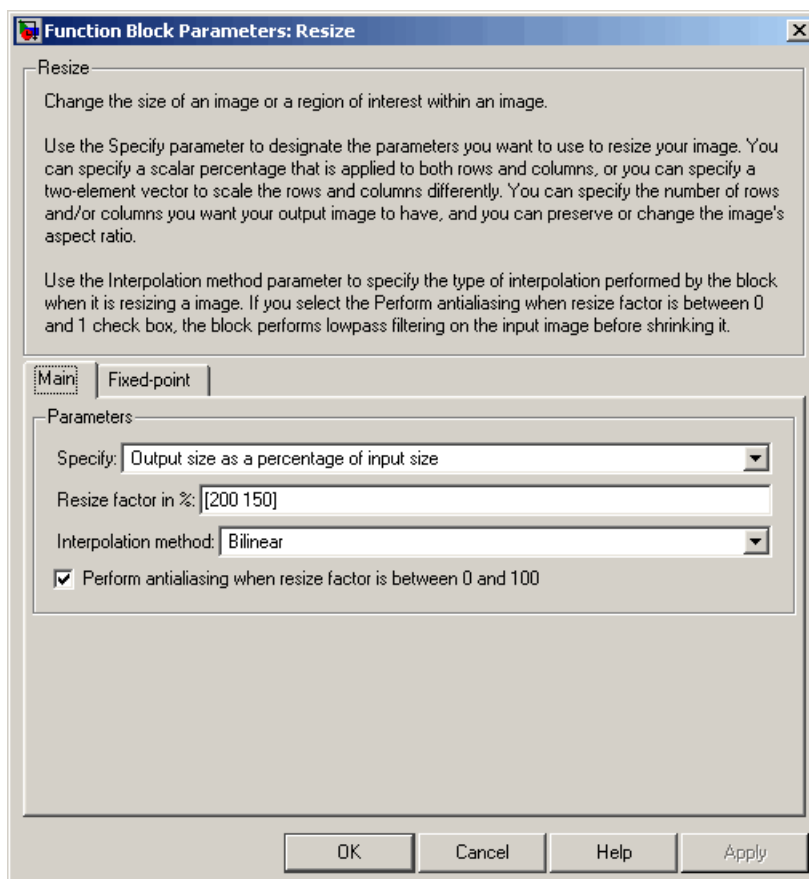 Function Block Parameters: Resize
Resize
Change the size of an image or a region of interest within an image.
Use the Specify parameter to designate the parameters you want to use to resize your image. You
can specify a scalar percentage that is applied to both rows and columns, or you can specify a
two-element vector to scale the rows and columns differently. You can specify the number of rows
and/or columns you want your output image to have, and you can preserve or change the image's
aspect ratio.
Use the Interpolation method parameter to specify the type of interpolation performed by the block
when it is resizing a image. If you select the Perform antialiasing when resize factor is between 0
and 1 check box, the block performs lowpass filtering on the input image before shrinking it.
Main Fixed-point
Parameters
Specify: Output size as a percentage of input size
Resize factor in %: [200 150]
Interpolation method: Bilinear
Perform antialiasing when resize factor is between 0 and 100
OK Cancel Help Apply